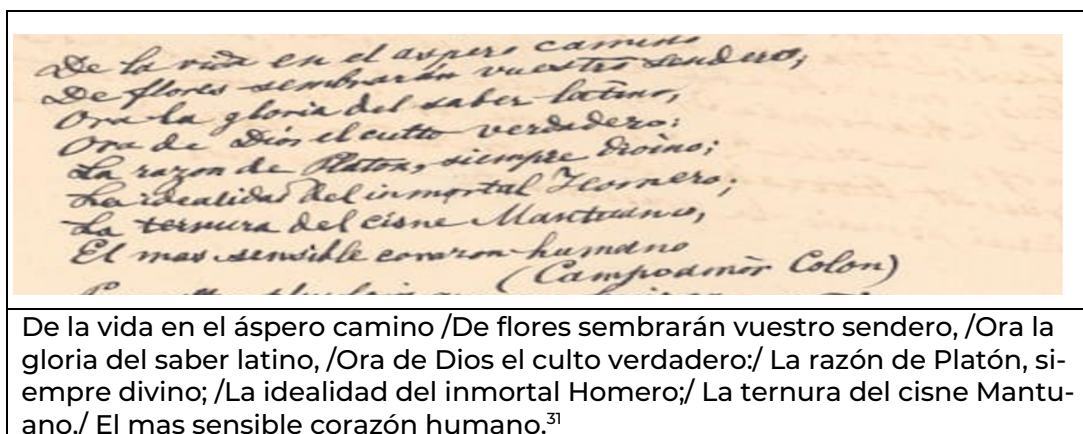 De la vida en el aspero camino
De flores sembrarán vuestro sendero,
Ora la gloria del saber latino,
Ora de Dios el culto verdadero:
La razon de Platon, siempre divino;
La idealidad del inmortal Homero;
La ternura del cisne Mantuano,
El mas sensible corazon humano
(Campoamor Colon)
De la vida en el áspero camino /De flores sembrarán vuestro sendero, /Ora la
gloria del saber latino, /Ora de Dios el culto verdadero:/ La razón de Platón, si-
empre divino; /La idealidad del inmortal Homero;/ La ternura del cisne Mantu-
ano./ El mas sensible corazón humano.³¹